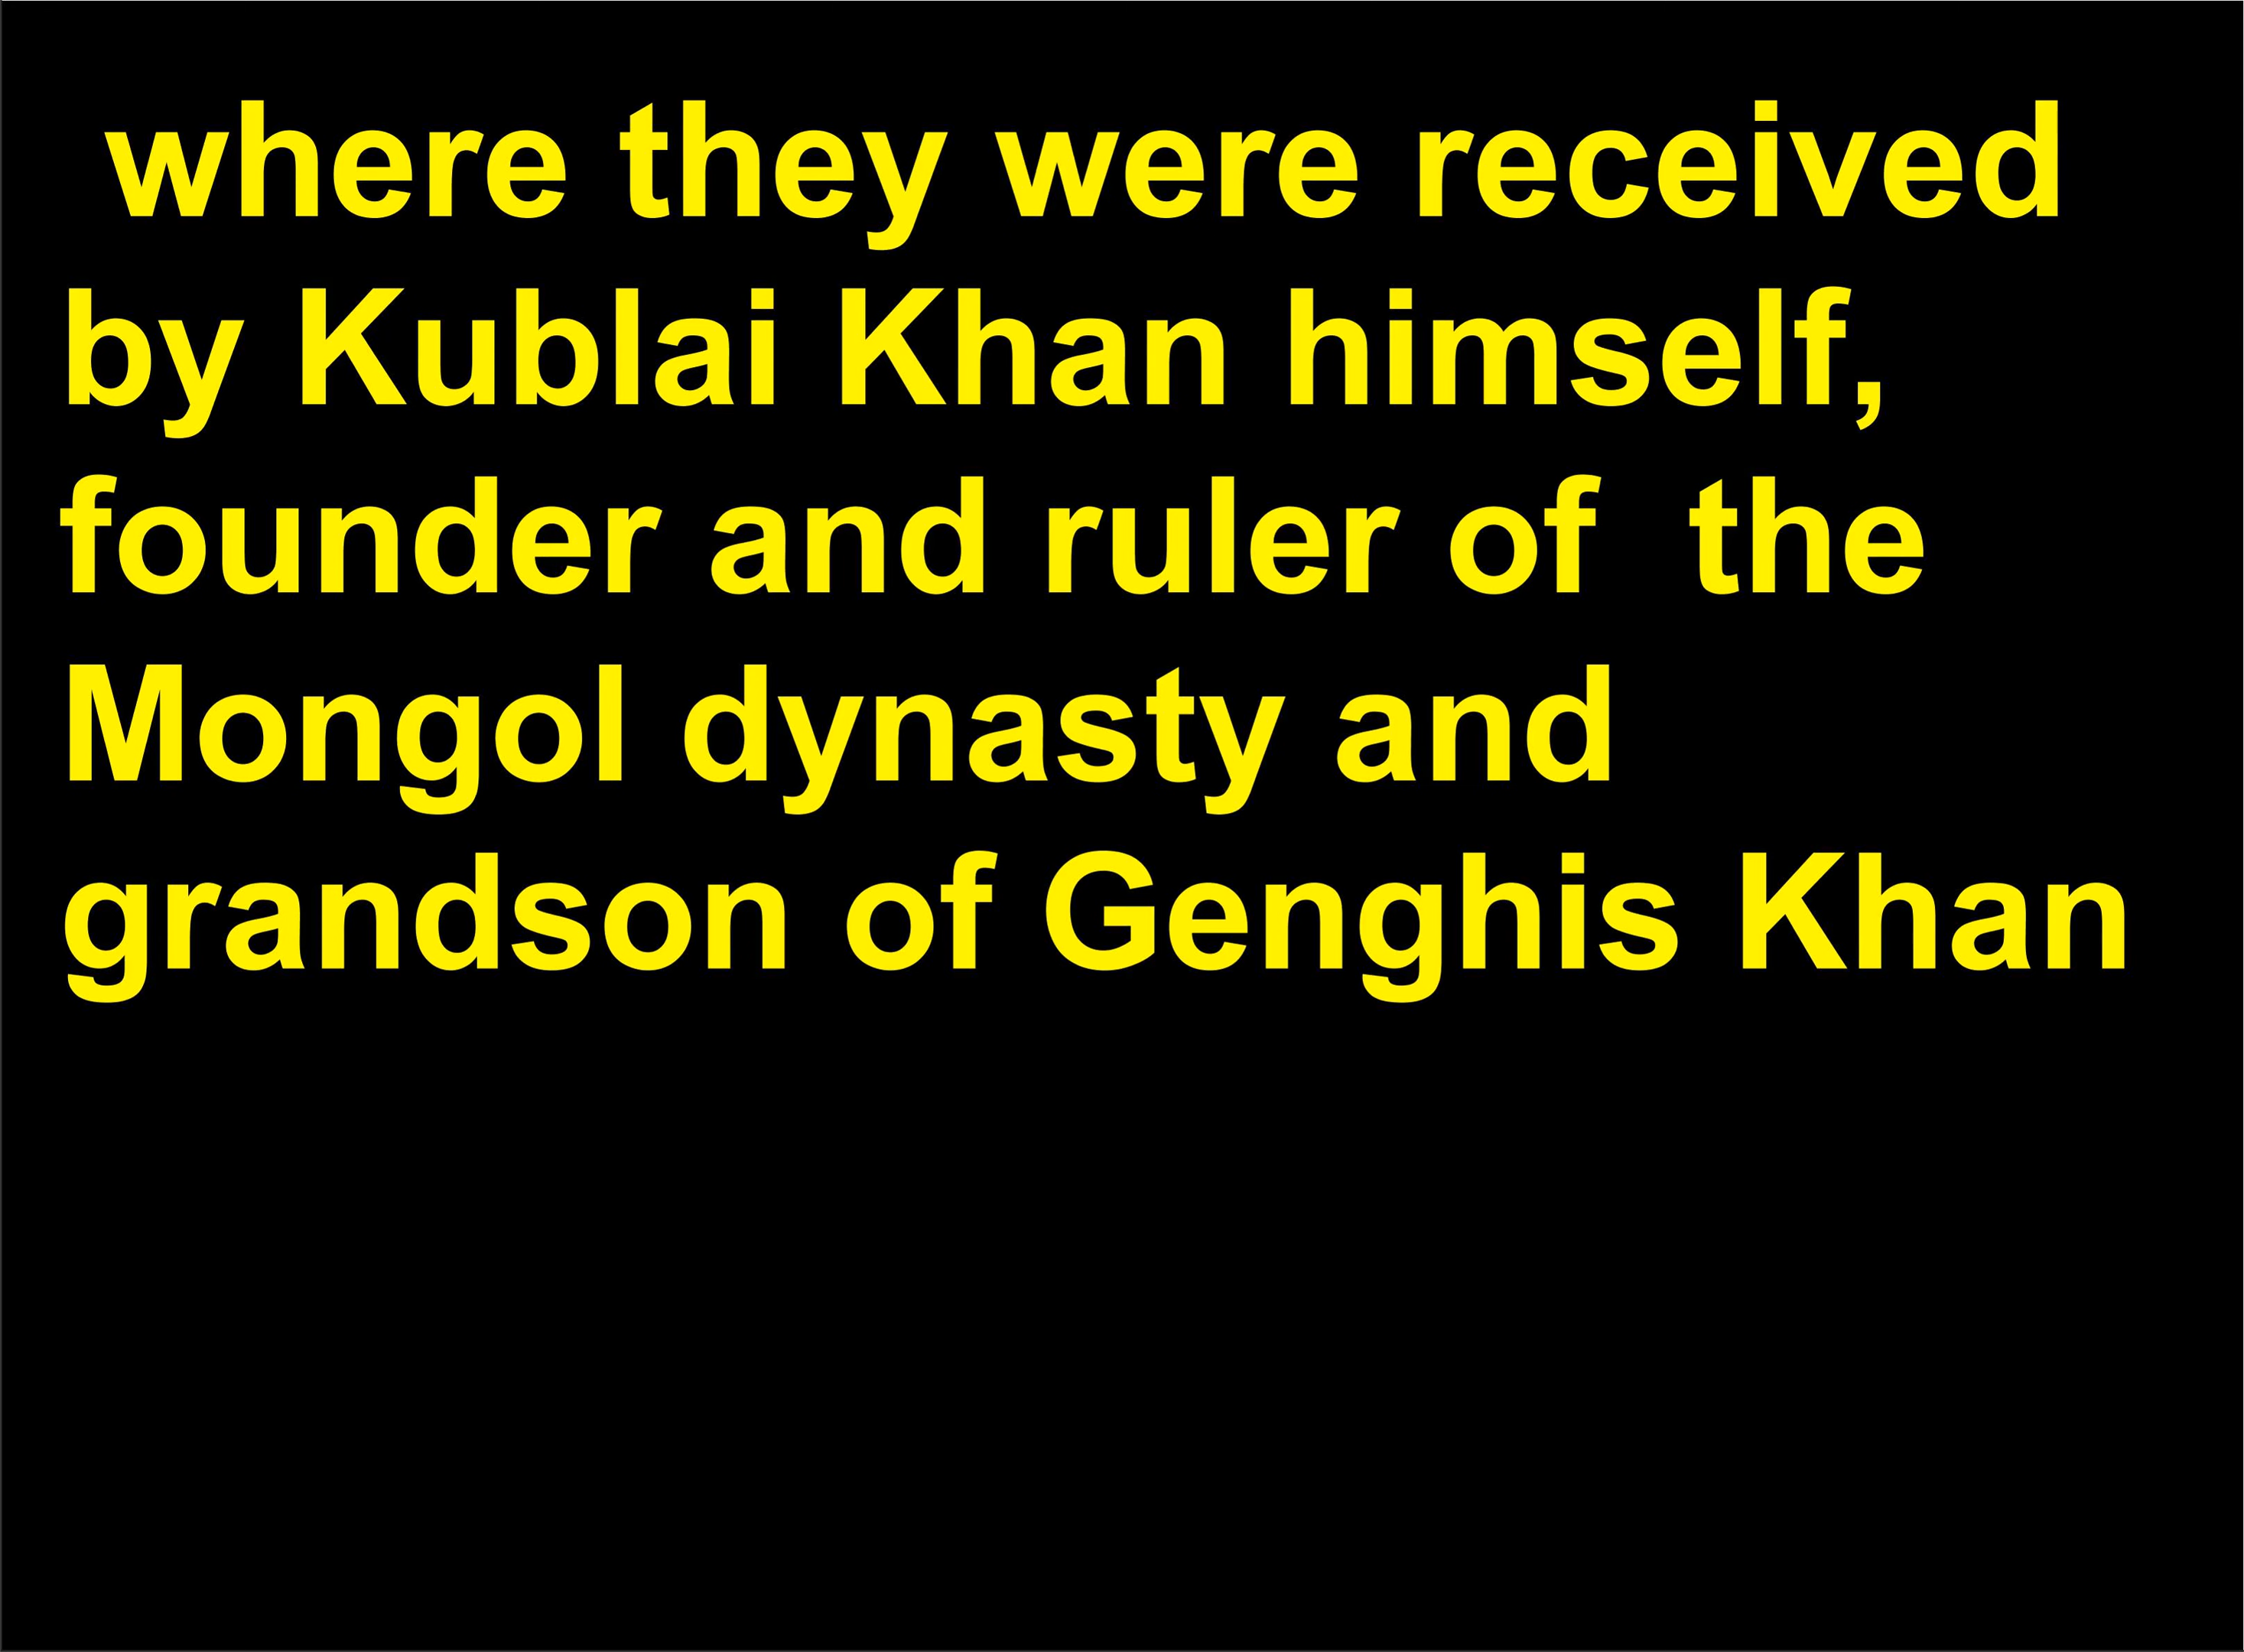 where they were received
by Kublai Khan himself,
founder and ruler of  the
Mongol dynasty and
grandson of Genghis Khan